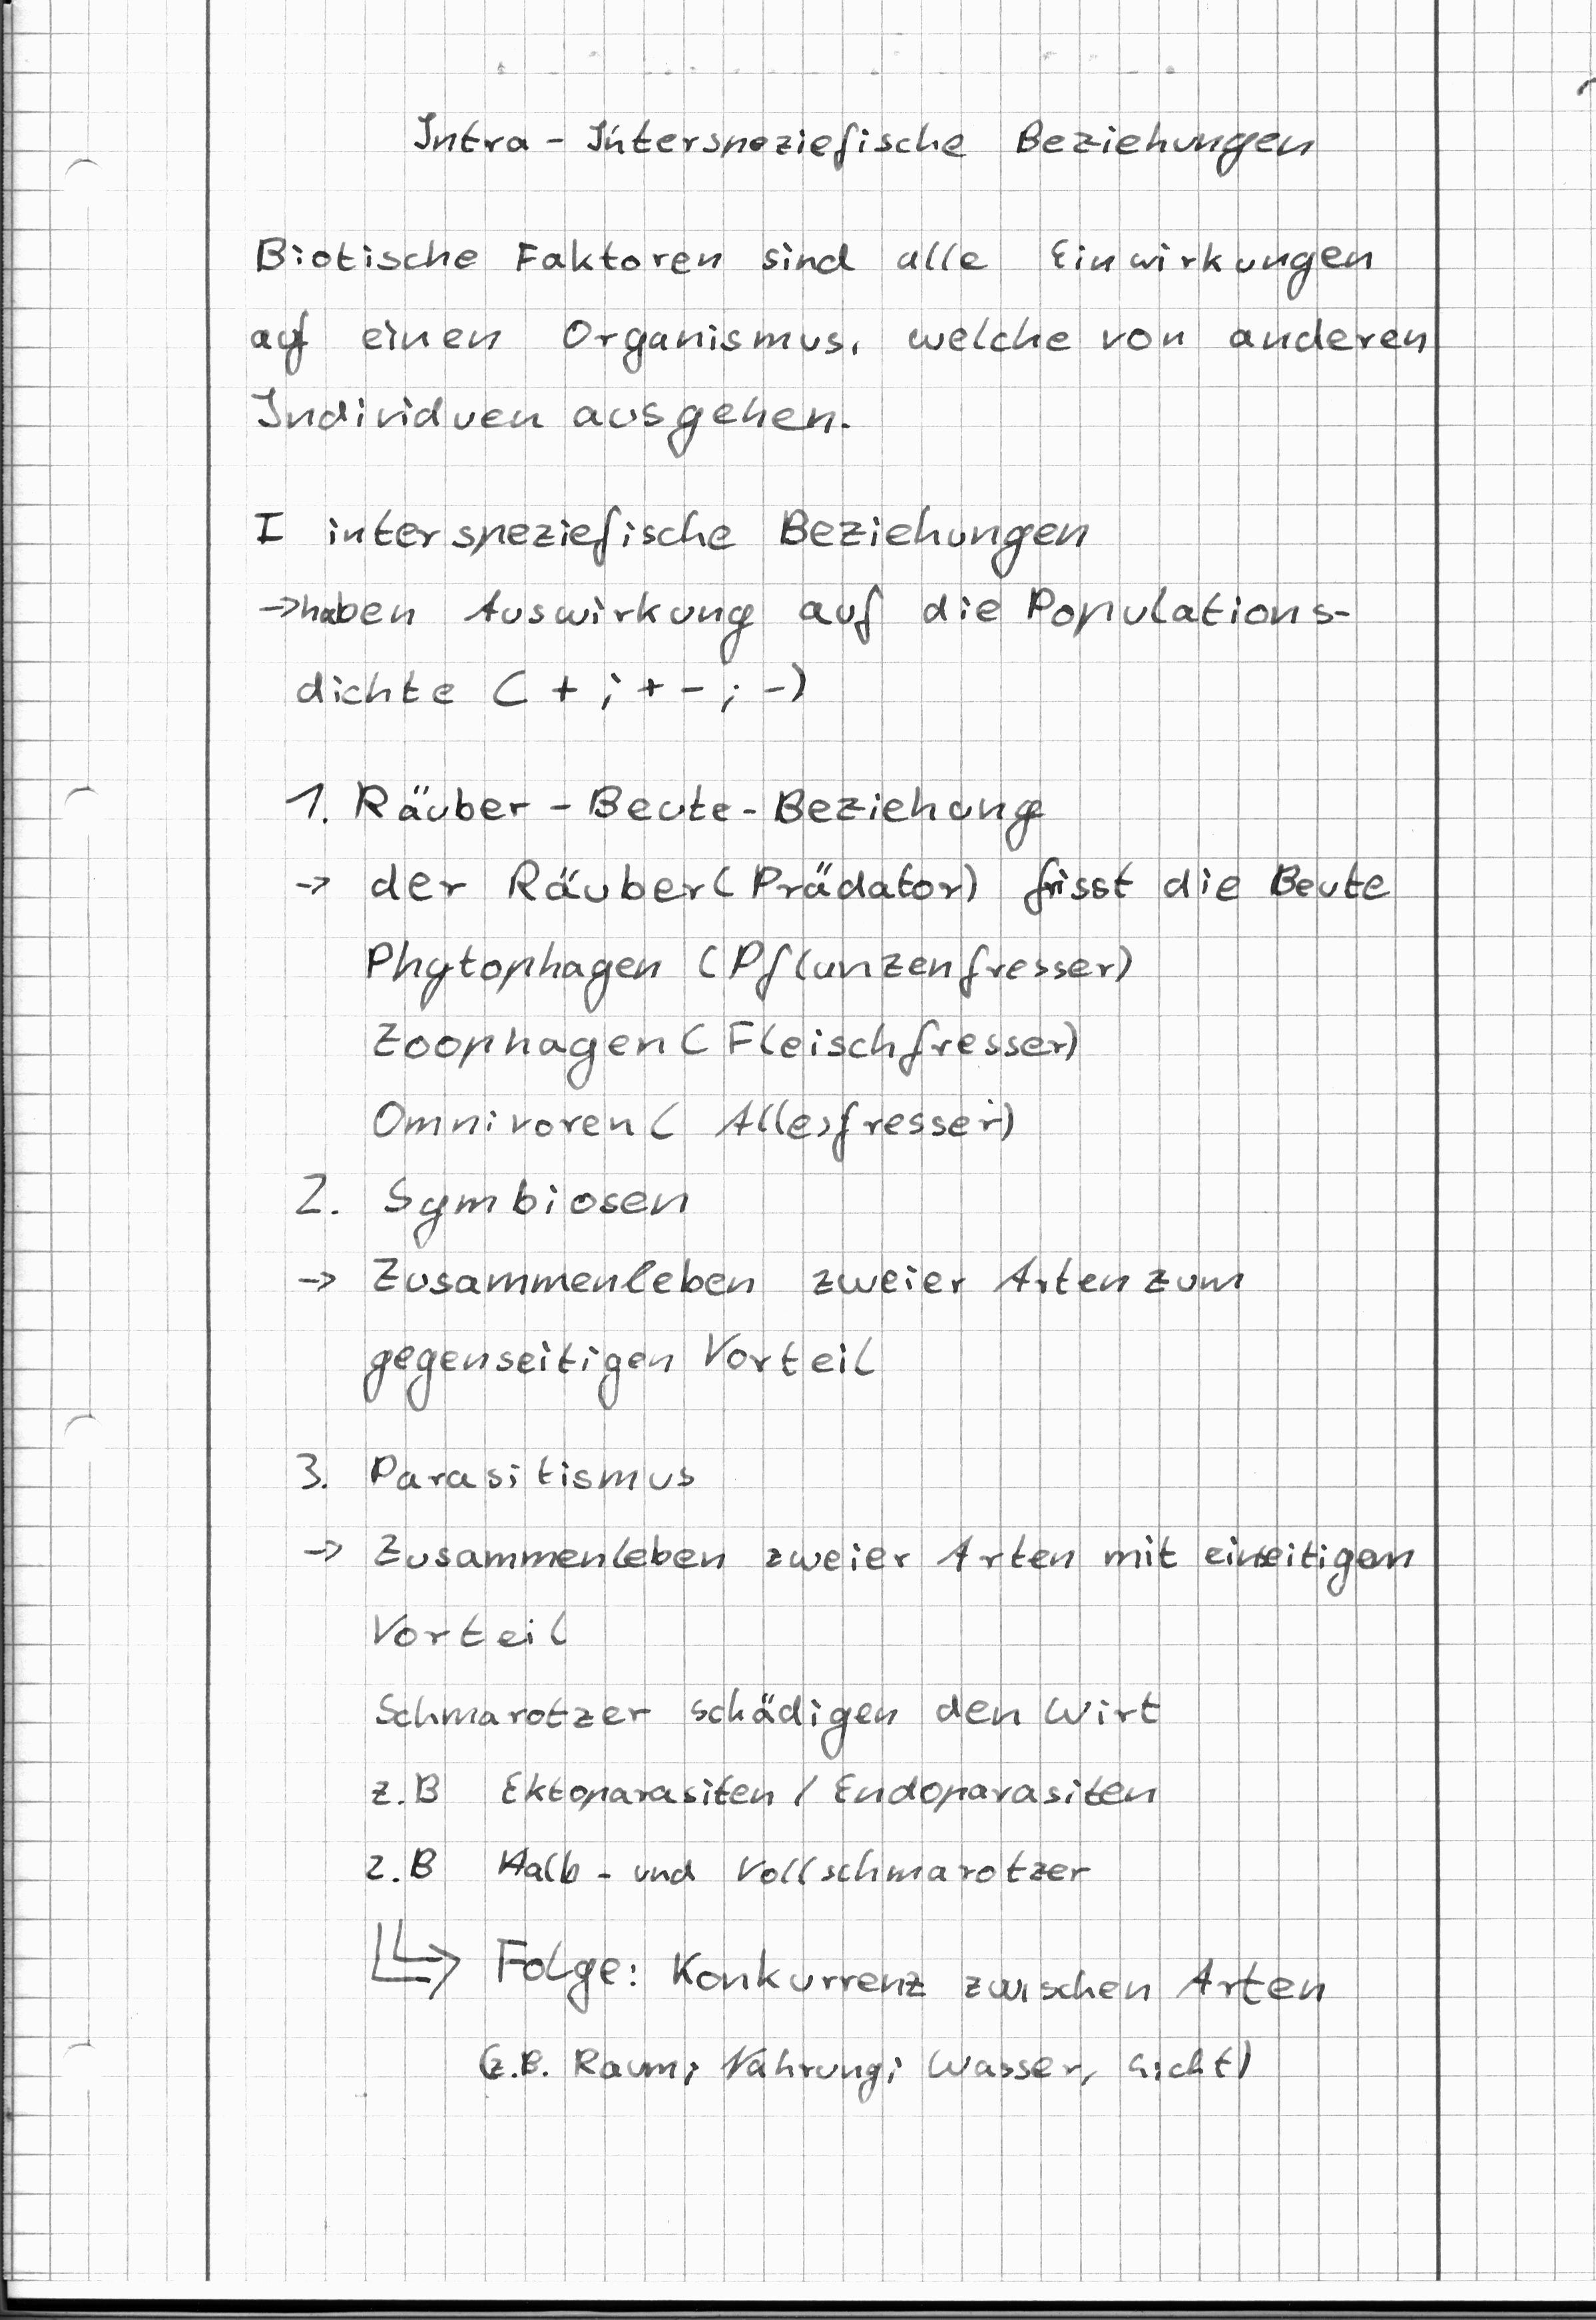 Intra - Interspeziefische Beziehungen
Biotische Faktoren sind alle Einwirkungen
auf einen Organismus, welche von anderen
Individuen ausgehen.
I interspeziefische Beziehungen
→ haben Auswirkung auf die Populations-
dichte ( + ; + - ; -)
1. Räuber - Beute - Beziehung
→ der Räuber ( Prädator) frisst die Beute
Phytophagen ( Pflanzenfresser)
Zoophagen ( Fleischfresser)
Omnivoren ( Allesfresser)
2. Symbiosen
→ Zusammenleben zweier Arten zum
gegenseitigen Vorteil
3. Parasitismus
→ Zusammenleben zweier Arten mit einseitigen
Vorteil
Schmarotzer schädigen den Wirt
z.B Ektoparasiten / Endoparasiten
z.B Halb - und Vollschmarotzer
⇒ Folge: Konkurrenz zwischen Arten
(z.B. Raum; Nahrung; Wasser, Licht)